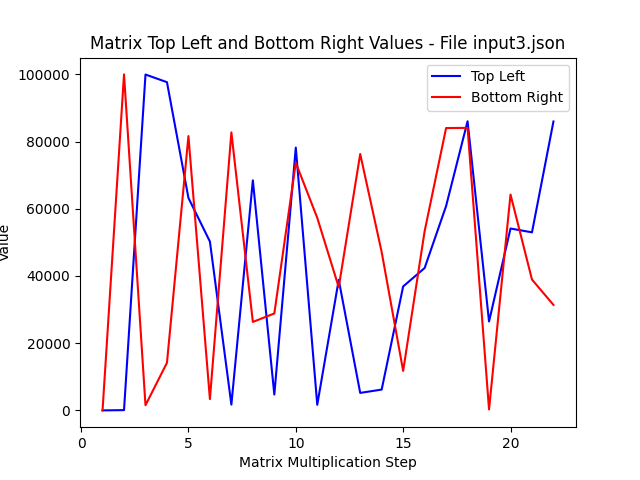 Matrix Top Left and Bottom Right Values - File input3.json
Top Left
Bottom Right
100000
80000
60000
40000
20000
0
Value
0 5 10 15 20
Matrix Multiplication Step